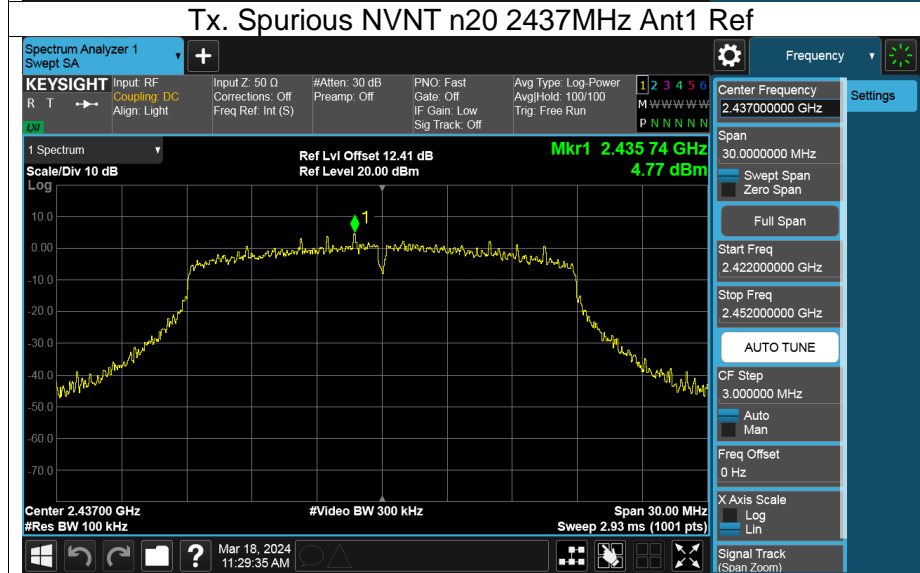 Tx. Spurious NVNT n20 2437MHz Ant1 Ref
Spectrum Analyzer 1
Swept SA
+
Frequency
KEYSIGHT
R T
LXI
Input: RF
Coupling: DC
Align: Light
Input Z: 50 Ω
Corrections: Off
Freq Ref: Int (S)
#Atten: 30 dB
Preamp: Off
PNO: Fast
Gate: Off
IF Gain: Low
Sig Track: Off
Avg Type: Log-Power
Avg|Hold: 100/100
Trig: Free Run
1 2 3 4 5 6
M W W W W W
P N N N N N
1 Spectrum
Scale/Div 10 dB
Log
Ref Lvl Offset 12.41 dB
Ref Level 20.00 dBm
Mkr1 2.435 74 GHz
4.77 dBm
1
10.0
0.00
-10.0
-20.0
-30.0
-40.0
-50.0
-60.0
-70.0
Center 2.43700 GHz
#Res BW 100 kHz
#Video BW 300 kHz
Span 30.00 MHz
Sweep 2.93 ms (1001 pts)
?
Mar 18, 2024
11:29:35 AM
Center Frequency
2.437000000 GHz
Settings
Span
30.0000000 MHz
Swept Span
Zero Span
Full Span
Start Freq
2.422000000 GHz
Stop Freq
2.452000000 GHz
AUTO TUNE
CF Step
3.000000 MHz
Auto
Man
Freq Offset
0 Hz
X Axis Scale
Log
Lin
Signal Track
(Span Zoom)